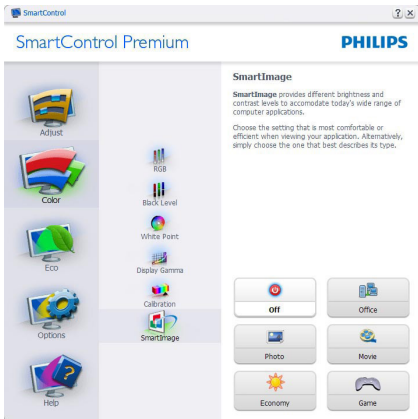 SmartControl
SmartControl Premium
PHILIPS
Adjust
Color
Eco
Options
Help
RGB
Black Level
White Point
Display Gamma
Calibration
SmartImage
SmartImage
SmartImage provides different brightness and
contrast levels to accomodate today's wide range of
computer applications.
Choose the setting that is most comfortable or
efficient when viewing your application. Alternatively,
simply choose the one that best describes its type.
Off
Office
Photo
Movie
Economy
Game